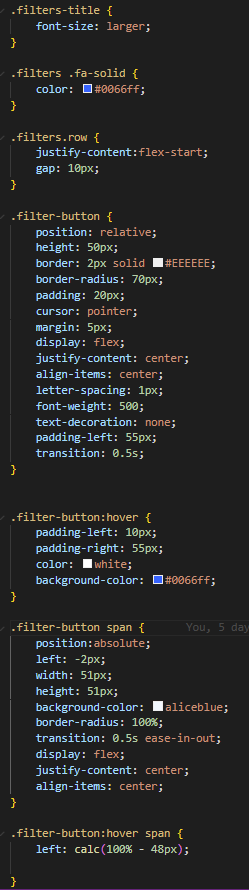 .filters-title {
font-size: larger;
}
.filters .fa-solid {
color: #0066ff;
}
.filters.row {
justify-content:flex-start;
gap: 10px;
}
.filter-button {
position: relative;
height: 50px;
border: 2px solid #EEEEEE;
border-radius: 70px;
padding: 20px;
cursor: pointer;
margin: 5px;
display: flex;
justify-content: center;
align-items: center;
letter-spacing: 1px;
font-weight: 500;
text-decoration: none;
padding-left: 55px;
transition: 0.5s;
}
.filter-button:hover {
padding-left: 10px;
padding-right: 55px;
color: white;
background-color: #0066ff;
}
.filter-button span { You, 5 day
position:absolute;
left: -2px;
width: 51px;
height: 51px;
background-color: aliceblue;
border-radius: 100%;
transition: 0.5s ease-in-out;
display: flex;
justify-content: center;
align-items: center;
}
.filter-button:hover span {
left: calc(100% - 48px);
}